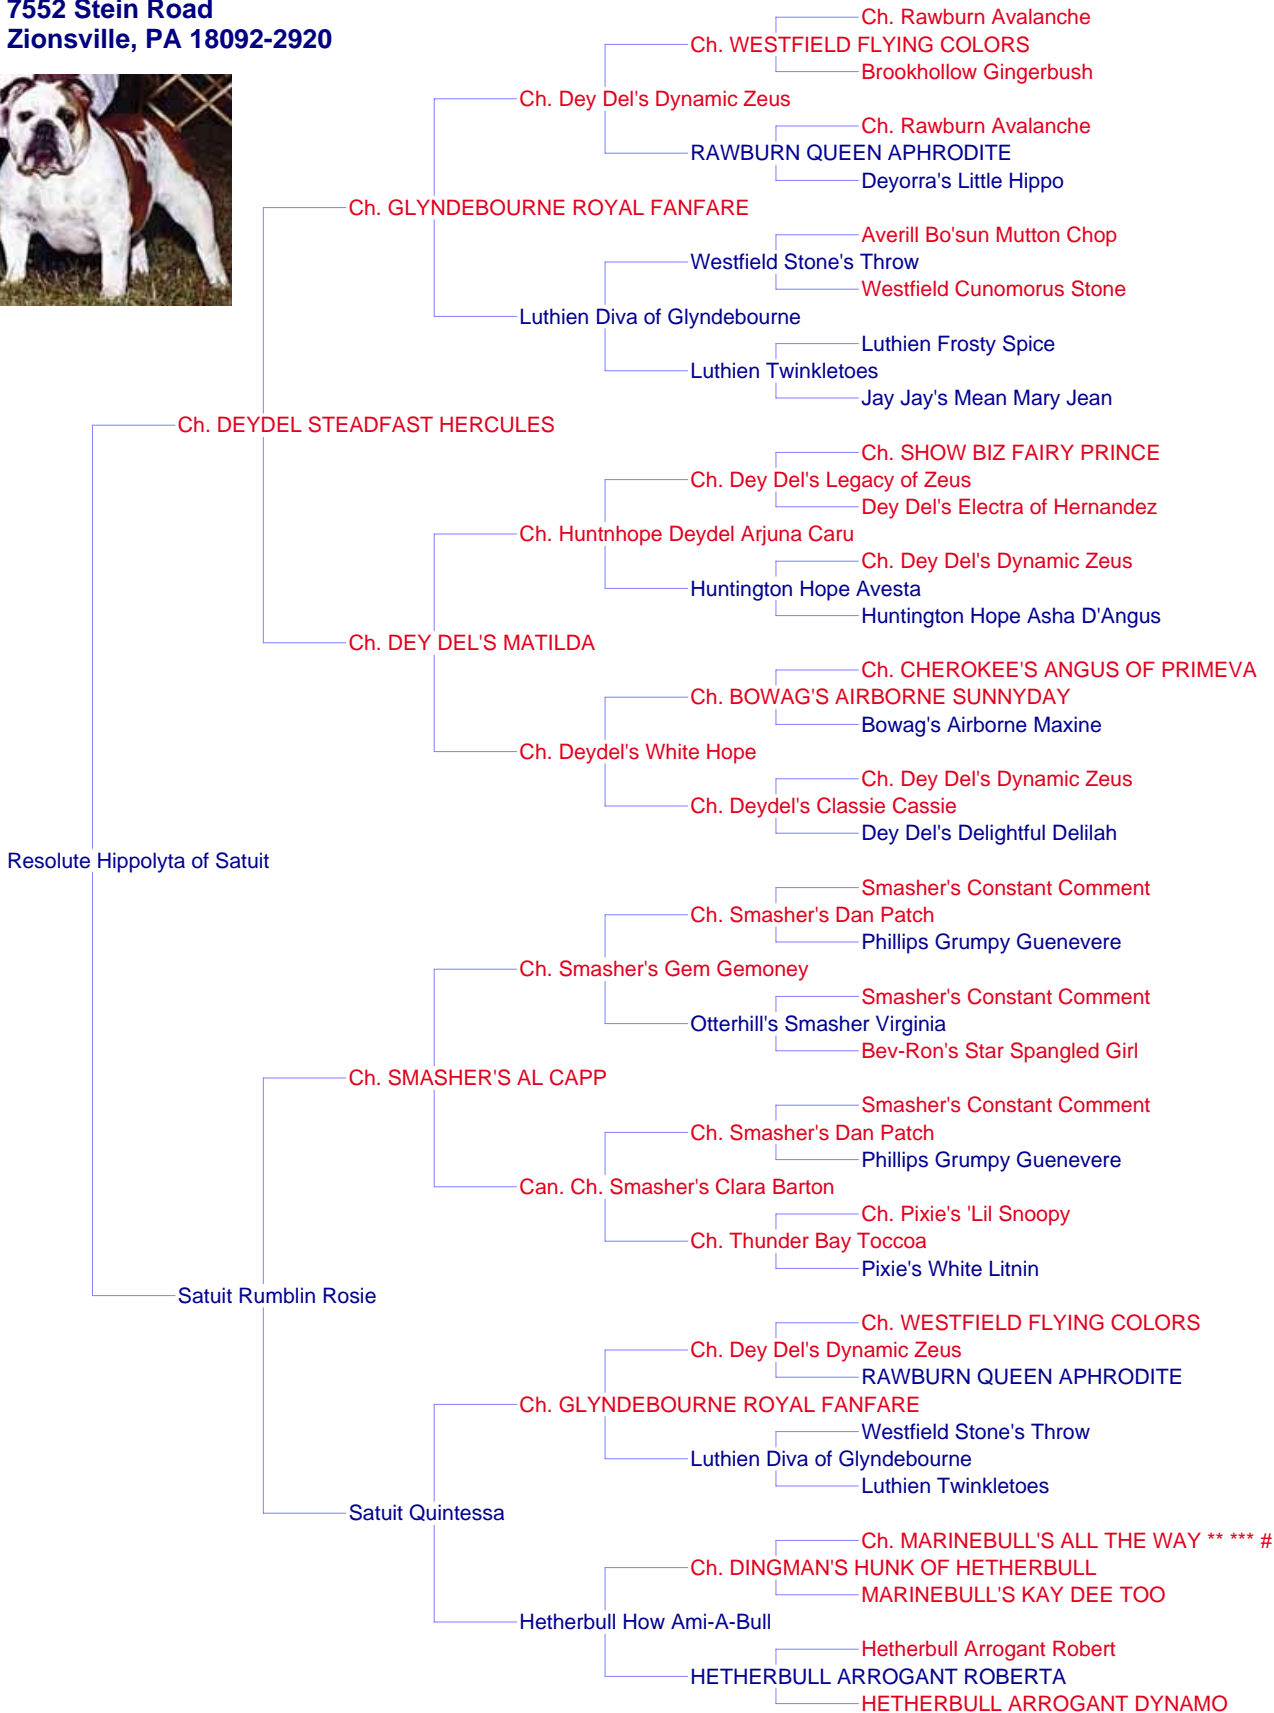 7552 Stein Road
Zionsville, PA 18092-2920
Ch. Rawburn Avalanche
Ch. WESTFIELD FLYING COLORS
Brookhollow Gingerbush
Ch. Dey Del's Dynamic Zeus
Ch. Rawburn Avalanche
RAWBURN QUEEN APHRODITE
Deyorra's Little Hippo
Ch. GLYNDEBOURNE ROYAL FANFARE
Averill Bo'sun Mutton Chop
Westfield Stone's Throw
Westfield Cunomorus Stone
Luthien Diva of Glyndebourne
Luthien Frosty Spice
Luthien Twinkletoes
Jay Jay's Mean Mary Jean
Ch. DEYDEL STEADFAST HERCULES
Ch. SHOW BIZ FAIRY PRINCE
Ch. Dey Del's Legacy of Zeus
Dey Del's Electra of Hernandez
Ch. Huntnhope Deydel Arjuna Caru
Ch. Dey Del's Dynamic Zeus
Huntington Hope Avesta
Huntington Hope Asha D'Angus
Ch. DEY DEL'S MATILDA
Ch. CHEROKEE'S ANGUS OF PRIMEVA
Ch. BOWAG'S AIRBORNE SUNNYDAY
Bowag's Airborne Maxine
Ch. Deydel's White Hope
Ch. Dey Del's Dynamic Zeus
Ch. Deydel's Classie Cassie
Dey Del's Delightful Delilah
Resolute Hippolyta of Satuit
Smasher's Constant Comment
Ch. Smasher's Dan Patch
Phillips Grumpy Guenevere
Ch. Smasher's Gem Gemoney
Smasher's Constant Comment
Otterhill's Smasher Virginia
Bev-Ron's Star Spangled Girl
Ch. SMASHER'S AL CAPP
Smasher's Constant Comment
Ch. Smasher's Dan Patch
Phillips Grumpy Guenevere
Can. Ch. Smasher's Clara Barton
Ch. Pixie's 'Lil Snoopy
Ch. Thunder Bay Toccoa
Pixie's White Litnin
Satuit Rumblin Rosie
Ch. WESTFIELD FLYING COLORS
Ch. Dey Del's Dynamic Zeus
RAWBURN QUEEN APHRODITE
Ch. GLYNDEBOURNE ROYAL FANFARE
Westfield Stone's Throw
Luthien Diva of Glyndebourne
Luthien Twinkletoes
Satuit Quintessa
Ch. MARINEBULL'S ALL THE WAY ** *** #
Ch. DINGMAN'S HUNK OF HETHERBULL
MARINEBULL'S KAY DEE TOO
Hetherbull How Ami-A-Bull
Hetherbull Arrogant Robert
HETHERBULL ARROGANT ROBERTA
HETHERBULL ARROGANT DYNAMO